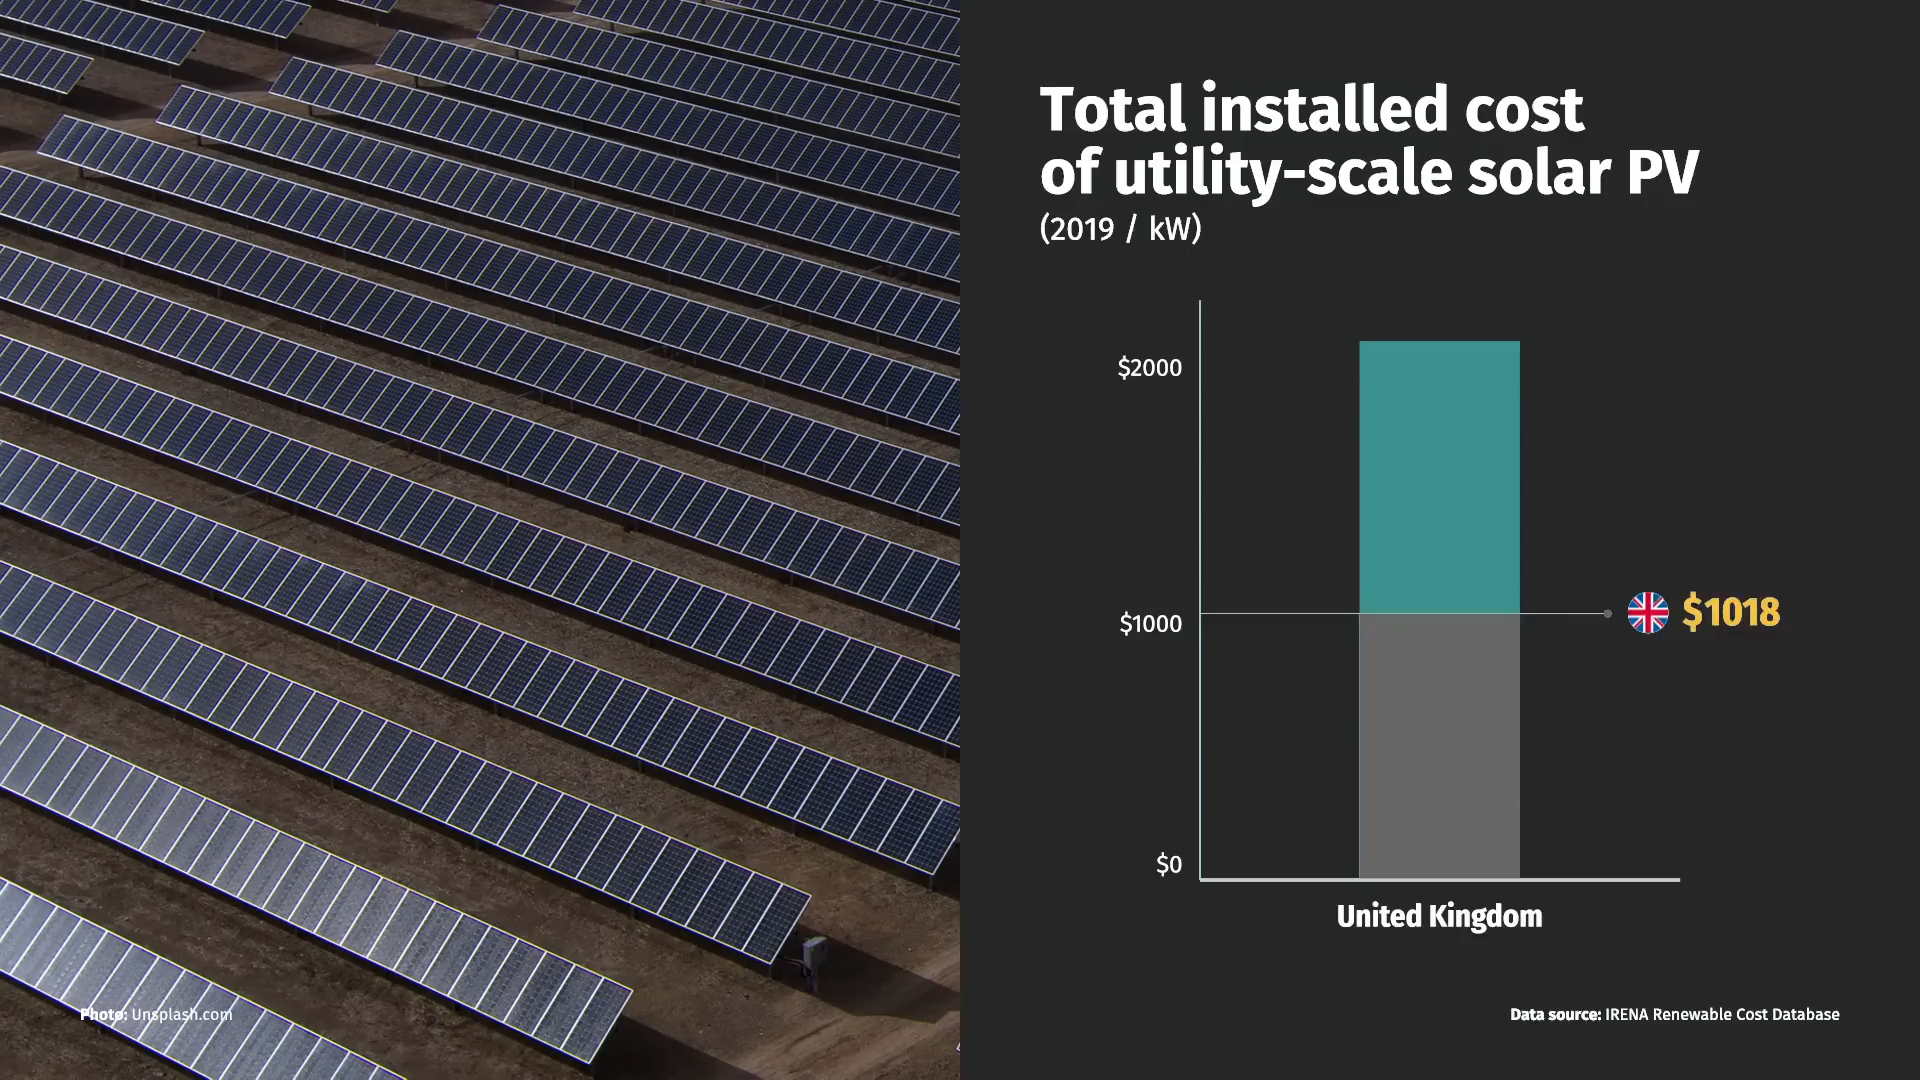 Total installed cost
of utility-scale solar PV
(2019 / kW)
$2000
$1000
$1018
$0
United Kingdom
Photo: Unsplash.com
Data source: IRENA Renewable Cost Database